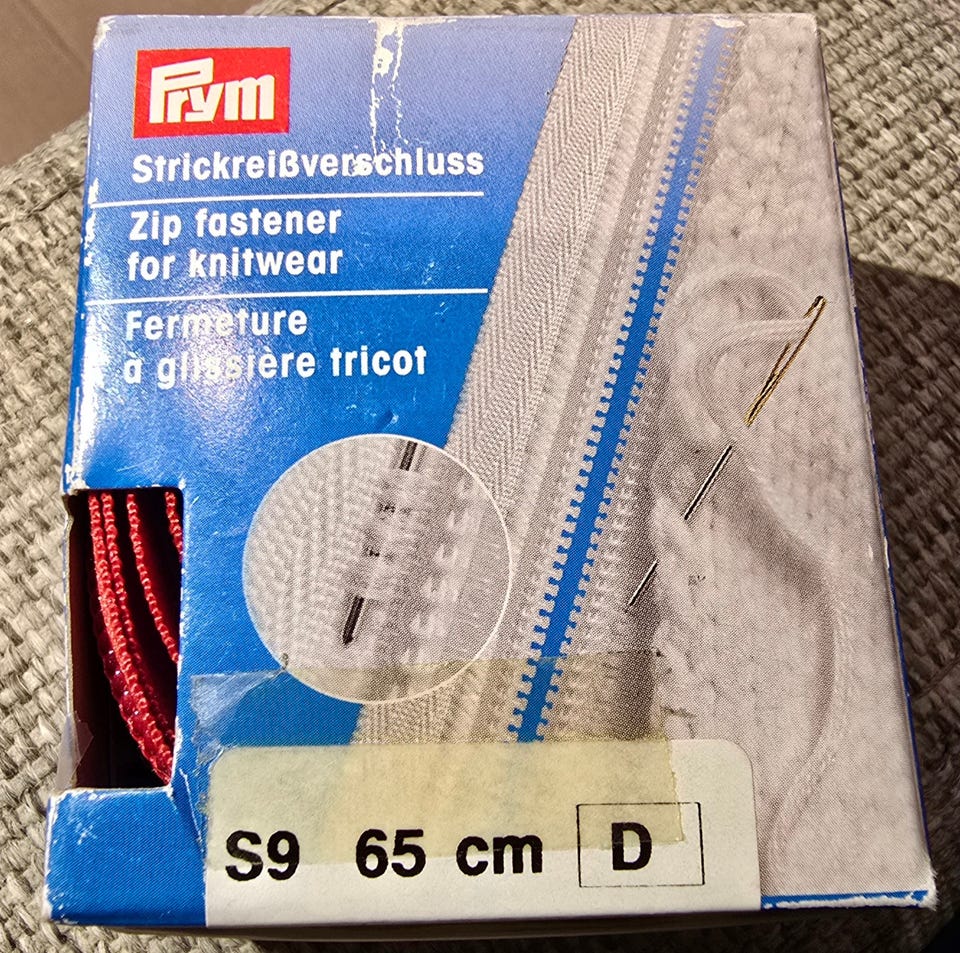 Prym
Strickreißverschluss
Zip fastener
for knitwear
Fermeture
à glissière tricot
S9 65 cm D